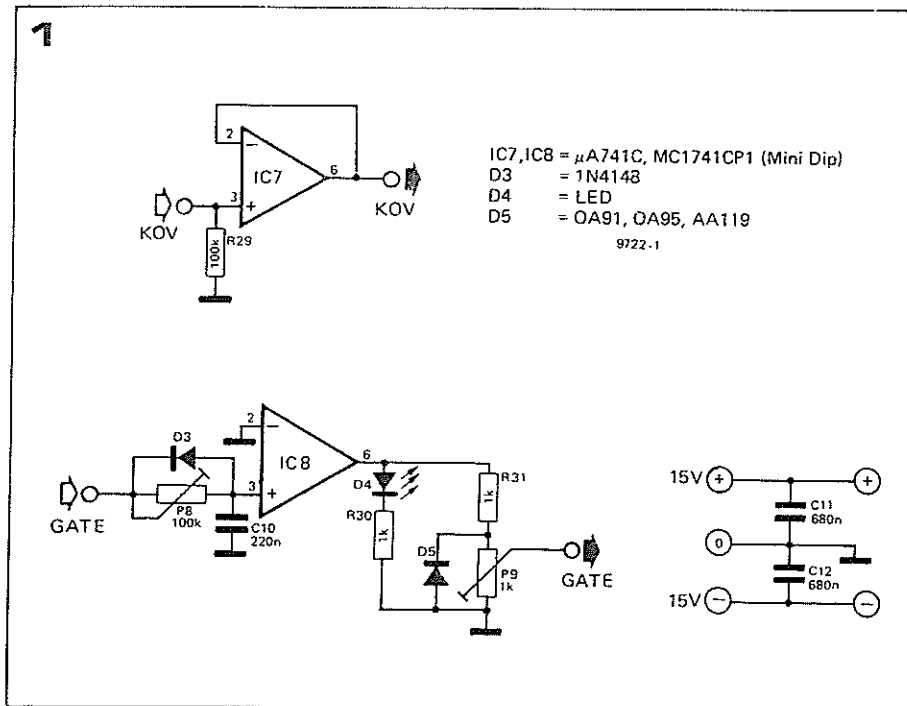 1
2
−
IC7
6
3
+
KOV
R29
100k
KOV
IC7,IC8 = µA741C, MC1741CP1 (Mini Dip)
D3 = 1N4148
D4 = LED
D5 = OA91, OA95, AA119
9722-1
2
−
D3
IC8
6
3
+
P8
100k
GATE
C10
220n
D4
R30
1k
R31
1k
D5
P9
1k
GATE
15V +
+
C11
680n
0
C12
680n
15V −
−